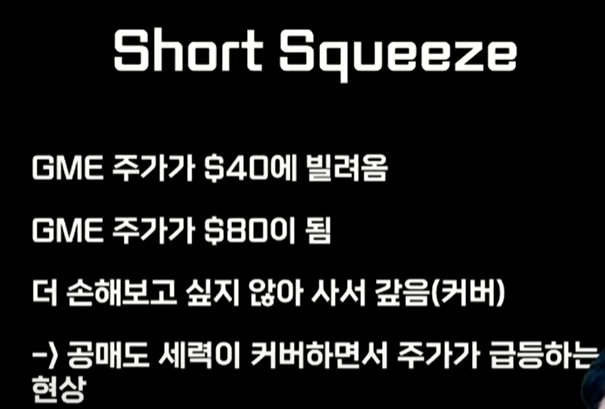 Short Squeeze
GME 주가가 $40에 빌려옴
GME 주가가 $80이 됨
더 손해보고 싶지 않아 사서 갚음(커버)
-> 공매도 세력이 커버하면서 주가가 급등하는
현상